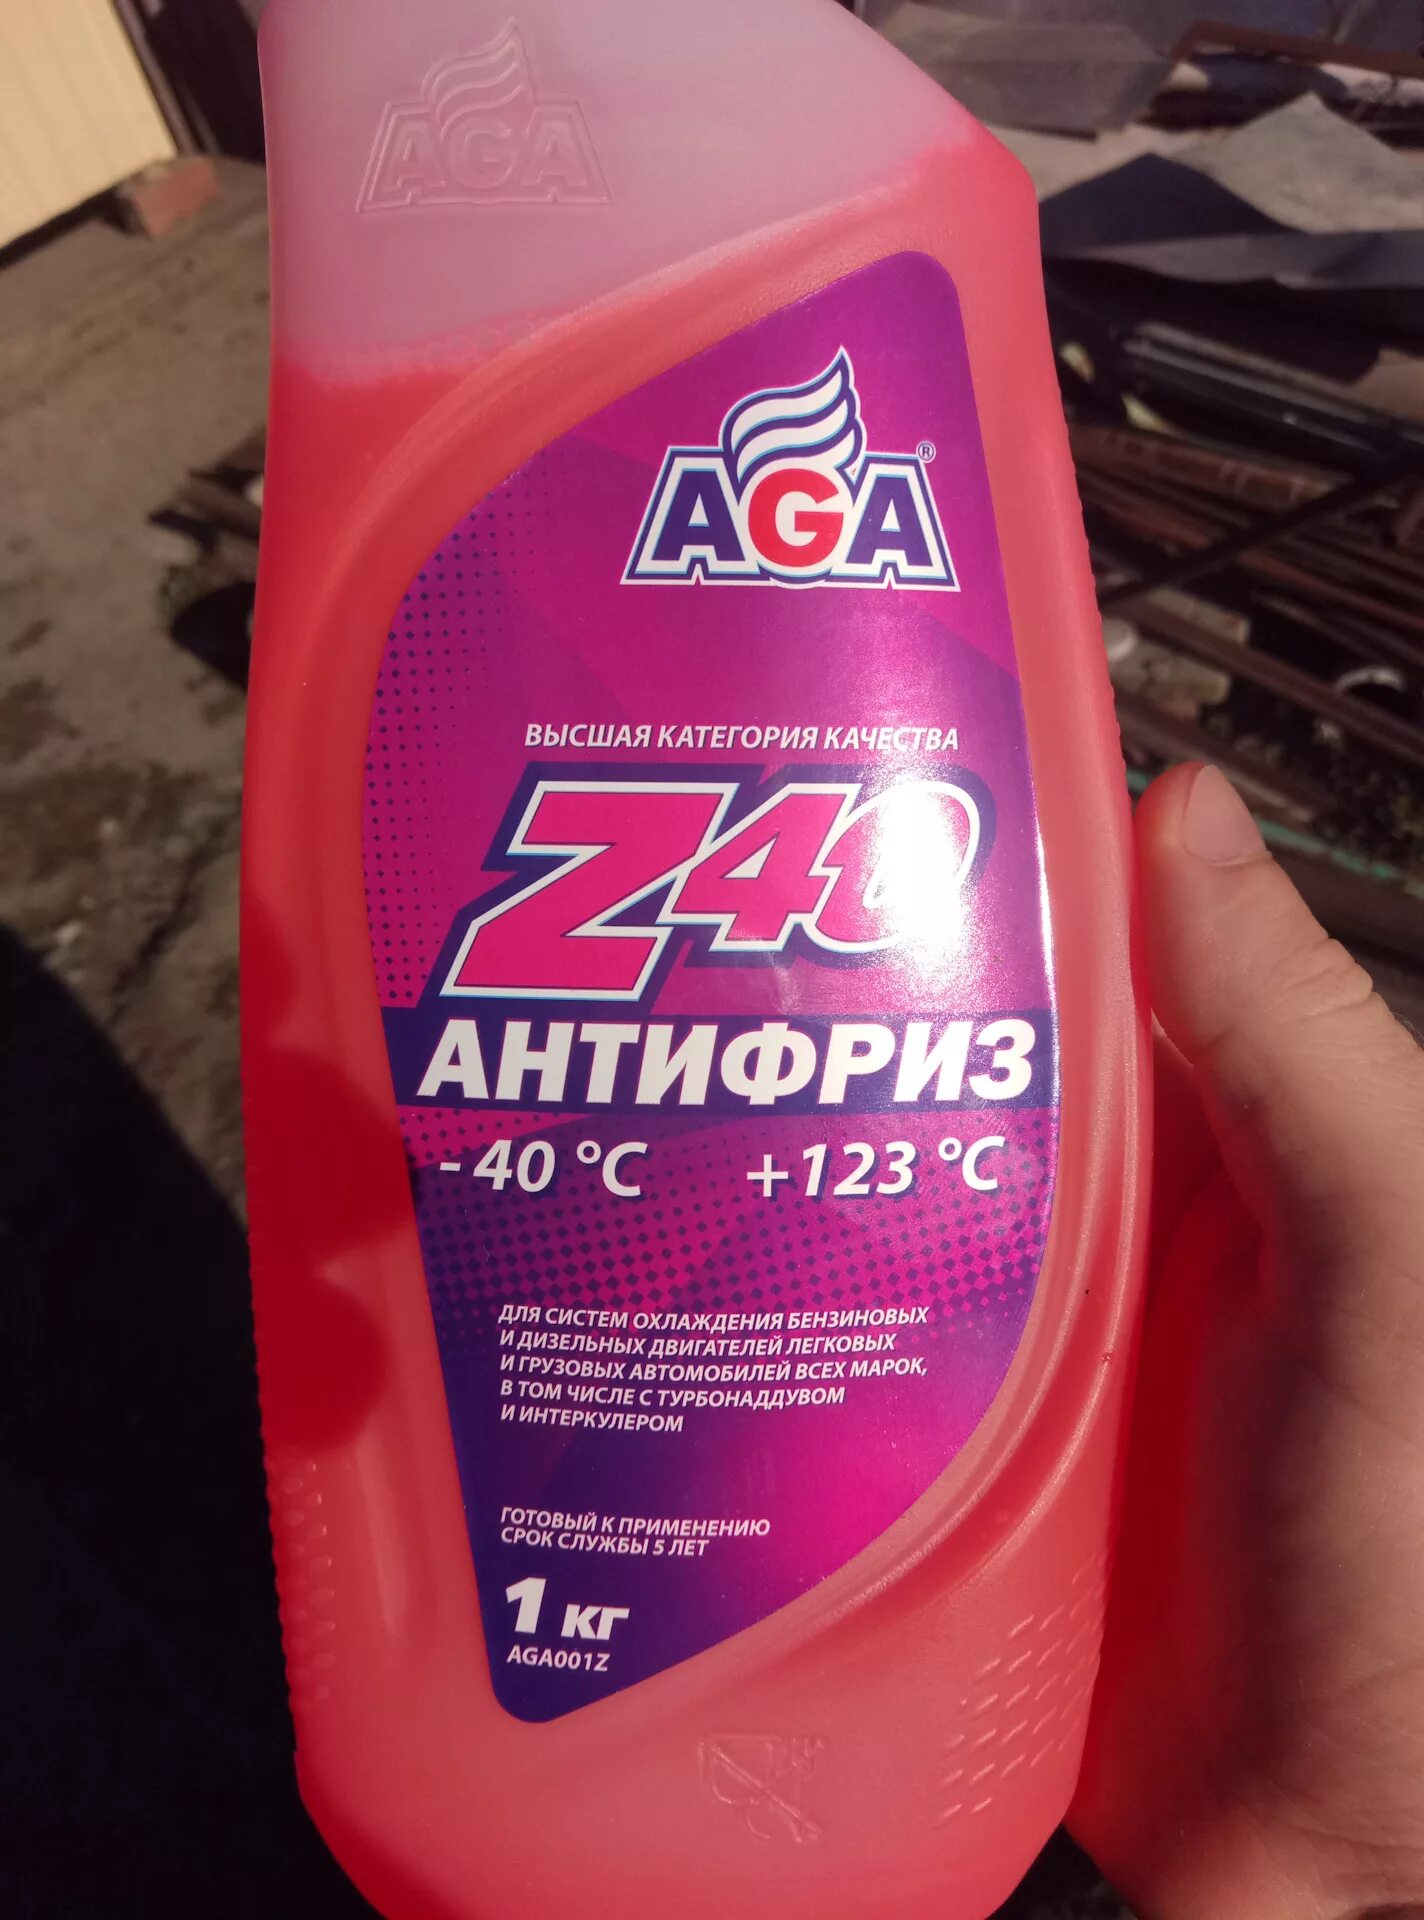 AGA
AGA®
ВЫСШАЯ КАТЕГОРИЯ КАЧЕСТВА
Z40
АНТИФРИЗ
- 40 °C +123 °C
ДЛЯ СИСТЕМ ОХЛАЖДЕНИЯ БЕНЗИНОВЫХ
И ДИЗЕЛЬНЫХ ДВИГАТЕЛЕЙ ЛЕГКОВЫХ
И ГРУЗОВЫХ АВТОМОБИЛЕЙ ВСЕХ МАРОК,
В ТОМ ЧИСЛЕ С ТУРБОНАДДУВОМ
И ИНТЕРКУЛЕРОМ
ГОТОВЫЙ К ПРИМЕНЕНИЮ
СРОК СЛУЖБЫ 5 ЛЕТ
1 КГ
AGA001Z